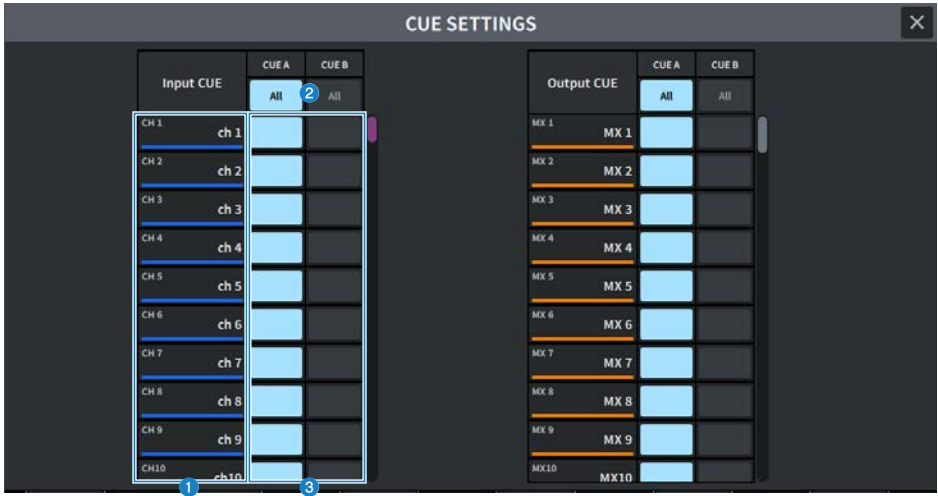 CUE SETTINGS
Input CUE
CUE A CUE B
All 2 All
CH 1 ch 1
CH 2 ch 2
CH 3 ch 3
CH 4 ch 4
CH 5 ch 5
CH 6 ch 6
CH 7 ch 7
CH 8 ch 8
CH 9 ch 9
CH10 ch10
1 3
Output CUE
CUE A CUE B
All All
MX 1 MX 1
MX 2 MX 2
MX 3 MX 3
MX 4 MX 4
MX 5 MX 5
MX 6 MX 6
MX 7 MX 7
MX 8 MX 8
MX 9 MX 9
MX10 MX10